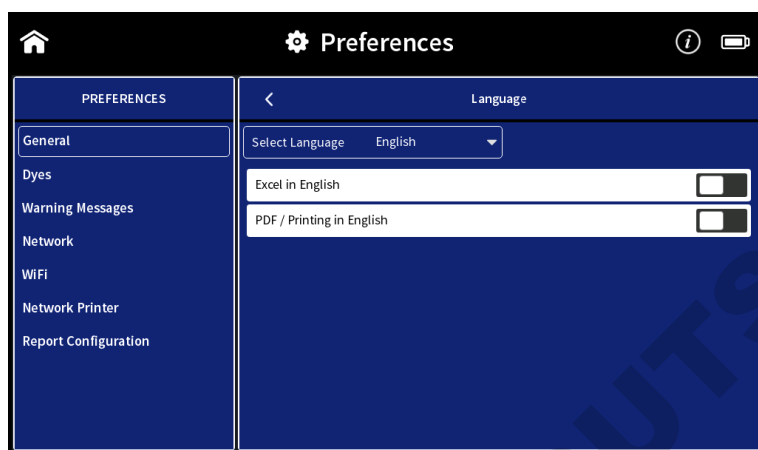 Preferences
PREFERENCES
General
Dyes
Warning Messages
Network
WiFi
Network Printer
Report Configuration
Language
Select Language English
Excel in English
PDF / Printing in English